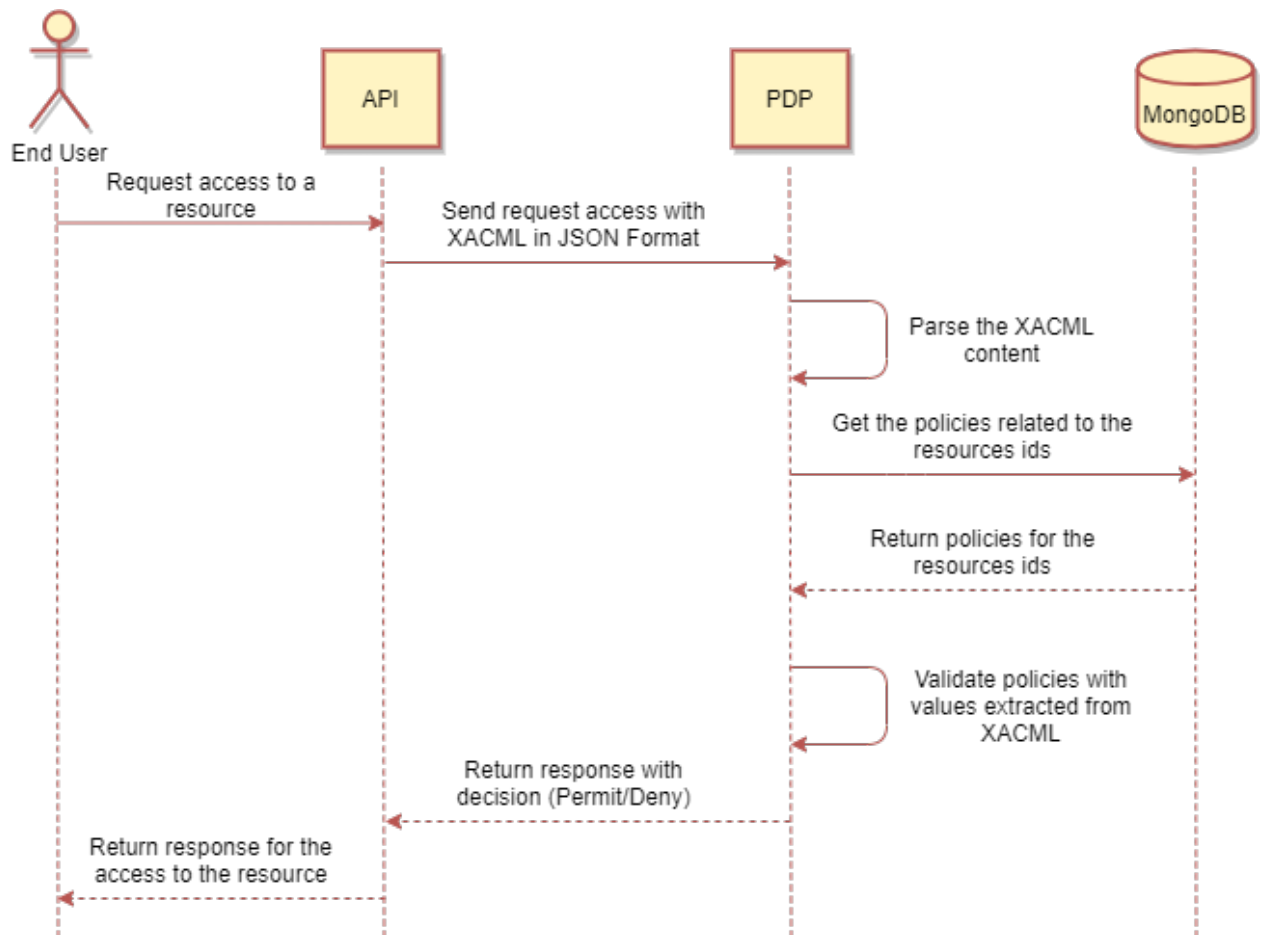 API
PDP
MongoDB
End User
Request access to a
resource
Send request access with
XACML in JSON Format
Parse the XACML
content
Get the policies related to the
resources ids
Return policies for the
resources ids
Validate policies with
values extracted from
XACML
Return response with
decision (Permit/Deny)
Return response for the
access to the resource